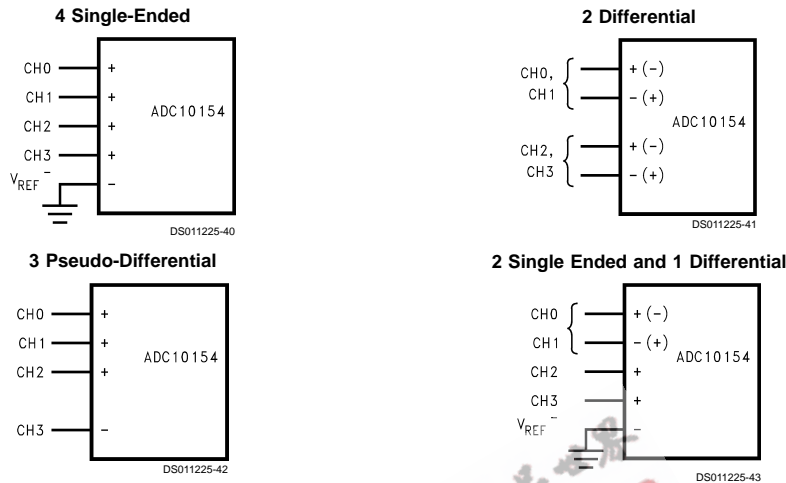 4 Single-Ended
CH0
+
CH1
+
CH2
+
CH3
+
VREF⁻
−
ADC10154
DS011225-40
2 Differential
CH0,
CH1
+ (−)
− (+)
ADC10154
CH2,
CH3
+ (−)
− (+)
DS011225-41
3 Pseudo-Differential
CH0
+
CH1
+
CH2
+
ADC10154
CH3
−
DS011225-42
2 Single Ended and 1 Differential
CH0
+ (−)
CH1
− (+)
ADC10154
CH2
+
CH3
+
VREF⁻
−
DS011225-43